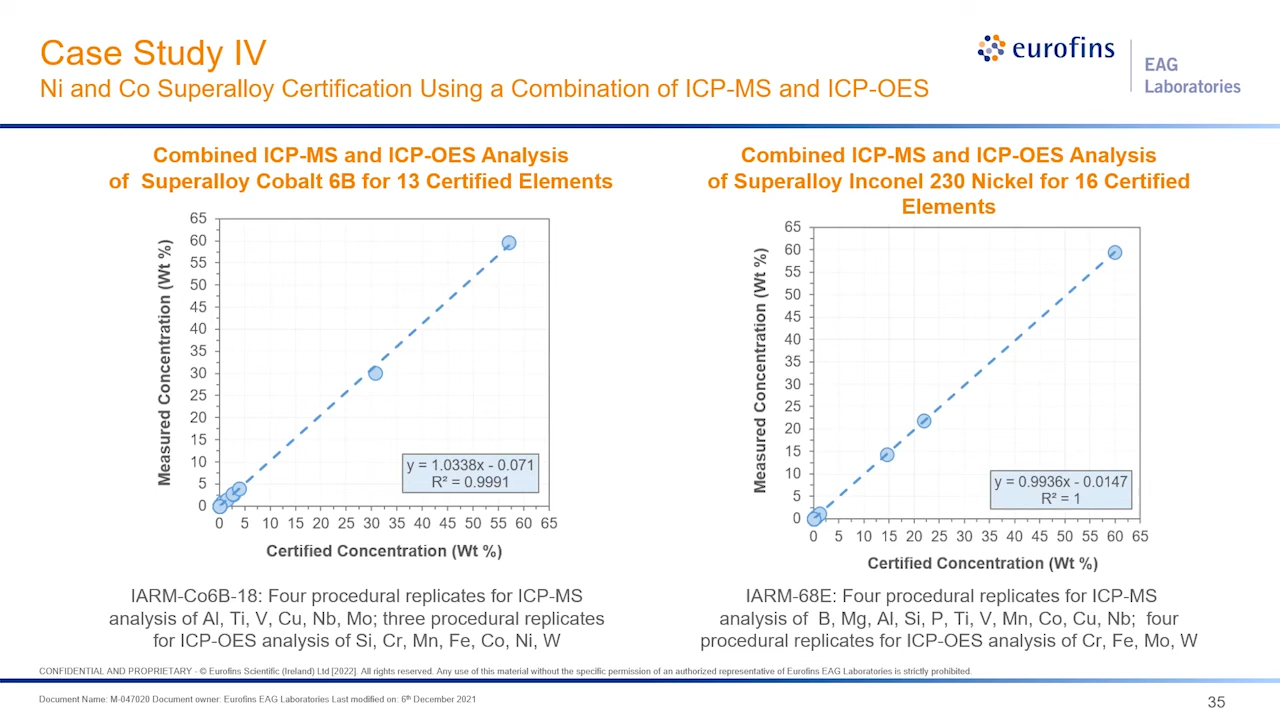 Case Study IV
Ni and Co Superalloy Certification Using a Combination of ICP-MS and ICP-OES
eurofins
EAG
Laboratories
Combined ICP-MS and ICP-OES Analysis
of Superalloy Cobalt 6B for 13 Certified Elements
65
60
55
50
45
40
35
30
25
20
15
10
5
0
Measured Concentration (Wt %)
y = 1.0338x - 0.071
R² = 0.9991
0 5 10 15 20 25 30 35 40 45 50 55 60 65
Certified Concentration (Wt %)
IARM-Co6B-18: Four procedural replicates for ICP-MS
analysis of Al, Ti, V, Cu, Nb, Mo; three procedural replicates
for ICP-OES analysis of Si, Cr, Mn, Fe, Co, Ni, W
Combined ICP-MS and ICP-OES Analysis
of Superalloy Inconel 230 Nickel for 16 Certified
Elements
65
60
55
50
45
40
35
30
25
20
15
10
5
0
Measured Concentration (Wt %)
y = 0.9936x - 0.0147
R² = 1
0 5 10 15 20 25 30 35 40 45 50 55 60 65
Certified Concentration (Wt %)
IARM-68E: Four procedural replicates for ICP-MS
analysis of B, Mg, Al, Si, P, Ti, V, Mn, Co, Cu, Nb; four
procedural replicates for ICP-OES analysis of Cr, Fe, Mo, W
CONFIDENTIAL AND PROPRIETARY - © Eurofins Scientific (Ireland) Ltd [2022]. All rights reserved. Any use of this material without the specific permission of an authorized representative of Eurofins EAG Laboratories is strictly prohibited.
Document Name: M-047020 Document owner: Eurofins EAG Laboratories Last modified on: 6th December 2021
35